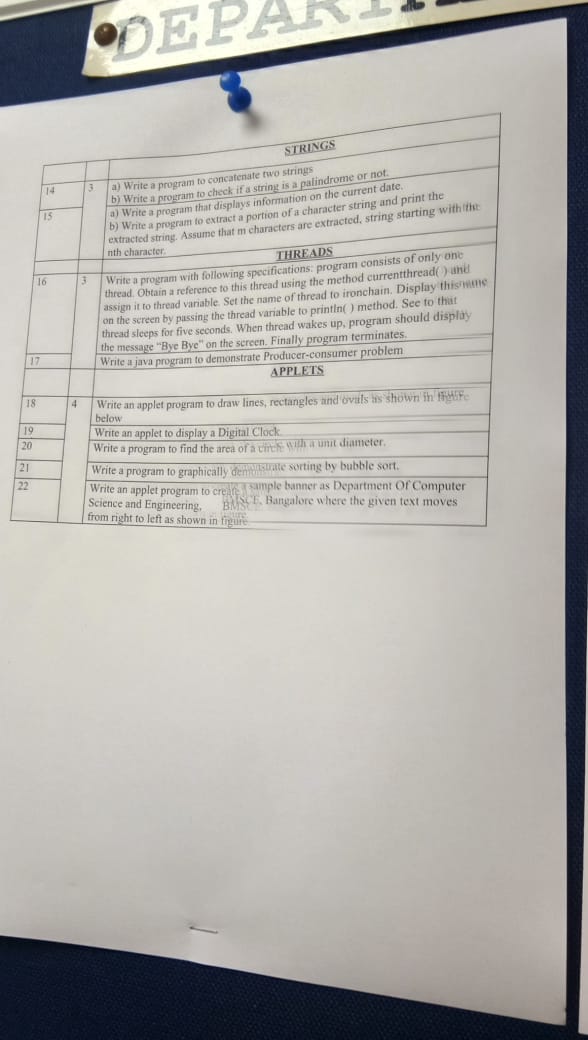 DEPART
STRINGS
14 3 a) Write a program to concatenate two strings
b) Write a program to check if a string is a palindrome or not.
15 a) Write a program that displays information on the current date.
b) Write a program to extract a portion of a character string and print the
extracted string. Assume that m characters are extracted, string starting with the
nth character.
THREADS
16 3 Write a program with following specifications: program consists of only one
thread. Obtain a reference to this thread using the method currentthread( ) and
assign it to thread variable. Set the name of thread to ironchain. Display this name
on the screen by passing the thread variable to println( ) method. See to that
thread sleeps for five seconds. When thread wakes up, program should display
the message "Bye Bye" on the screen. Finally program terminates.
17 Write a java program to demonstrate Producer-consumer problem
APPLETS
18 4 Write an applet program to draw lines, rectangles and ovals as shown in figure
below
19 Write an applet to display a Digital Clock.
20 Write a program to find the area of a circle with a unit diameter.
21 Write a program to graphically demonstrate sorting by bubble sort.
22 Write an applet program to create a sample banner as Department Of Computer
Science and Engineering, BMSCE, Bangalore where the given text moves
from right to left as shown in figure